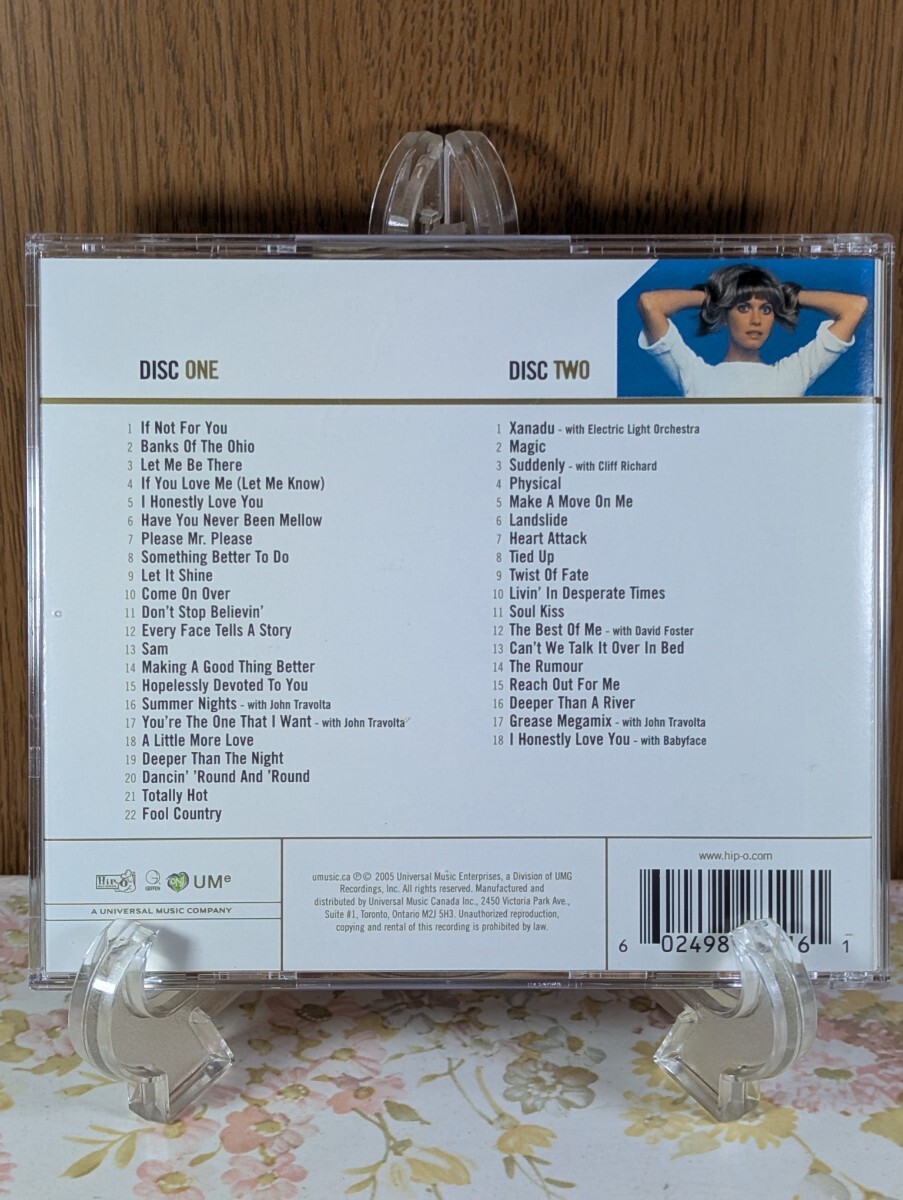 DISC ONE
1 If Not For You
2 Banks Of The Ohio
3 Let Me Be There
4 If You Love Me (Let Me Know)
5 I Honestly Love You
6 Have You Never Been Mellow
7 Please Mr. Please
8 Something Better To Do
9 Let It Shine
10 Come On Over
11 Don't Stop Believin'
12 Every Face Tells A Story
13 Sam
14 Making A Good Thing Better
15 Hopelessly Devoted To You
16 Summer Nights - with John Travolta
17 You're The One That I Want - with John Travolta
18 A Little More Love
19 Deeper Than The Night
20 Dancin' 'Round And 'Round
21 Totally Hot
22 Fool Country
DISC TWO
1 Xanadu - with Electric Light Orchestra
2 Magic
3 Suddenly - with Cliff Richard
4 Physical
5 Make A Move On Me
6 Landslide
7 Heart Attack
8 Tied Up
9 Twist Of Fate
10 Livin' In Desperate Times
11 Soul Kiss
12 The Best Of Me - with David Foster
13 Can't We Talk It Over In Bed
14 The Rumour
15 Reach Out For Me
16 Deeper Than A River
17 Grease Megamix - with John Travolta
18 I Honestly Love You - with Babyface
GEFFEN UMe
A UNIVERSAL MUSIC COMPANY
umusic.ca ℗© 2005 Universal Music Enterprises, a Division of UMG
Recordings, Inc. All rights reserved. Manufactured and
distributed by Universal Music Canada Inc., 2450 Victoria Park Ave.,
Suite #1, Toronto, Ontario M2J 5H3. Unauthorized reproduction,
copying and rental of this recording is prohibited by law.
www.hip-o.com
6 02498 6 1